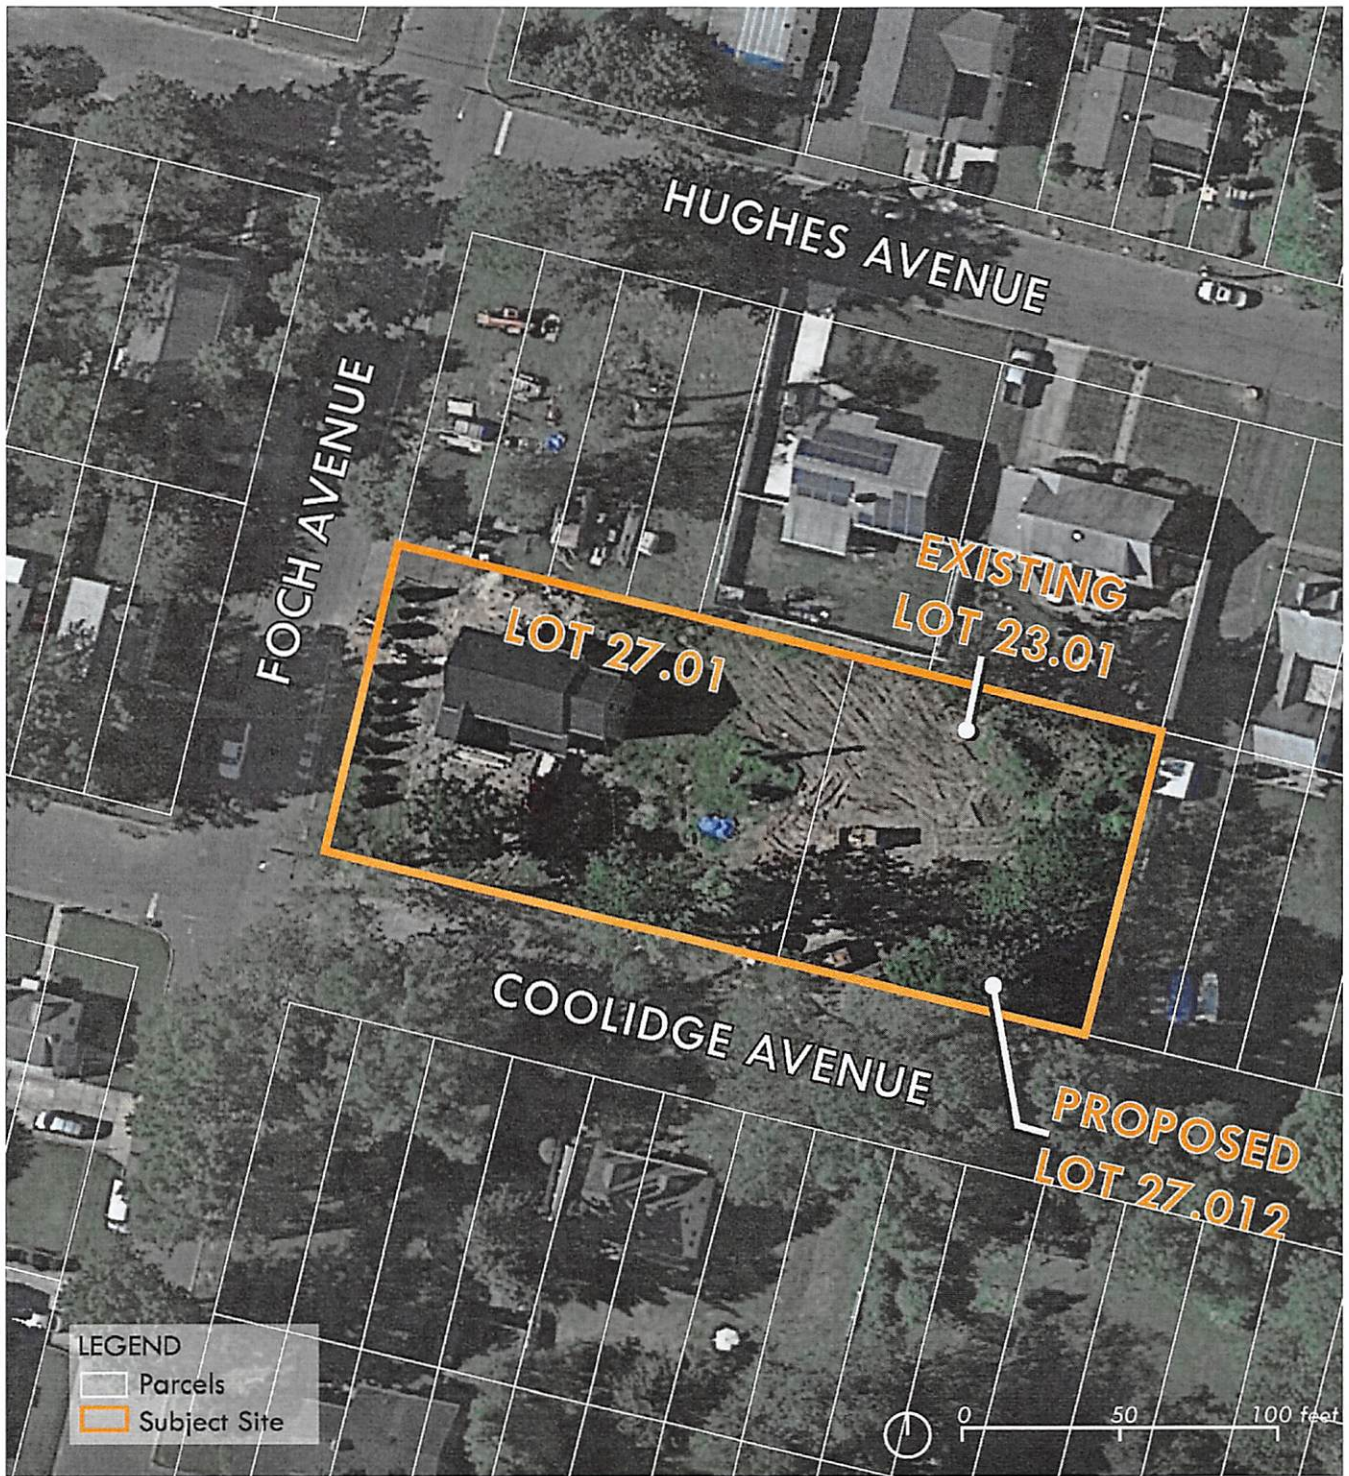 HUGHES AVENUE
FOCH AVENUE
EXISTING
LOT 23.01
LOT 27.01
COOLIDGE AVENUE
PROPOSED
LOT 27.012
LEGEND
Parcels
Subject Site
0 50 100 feet